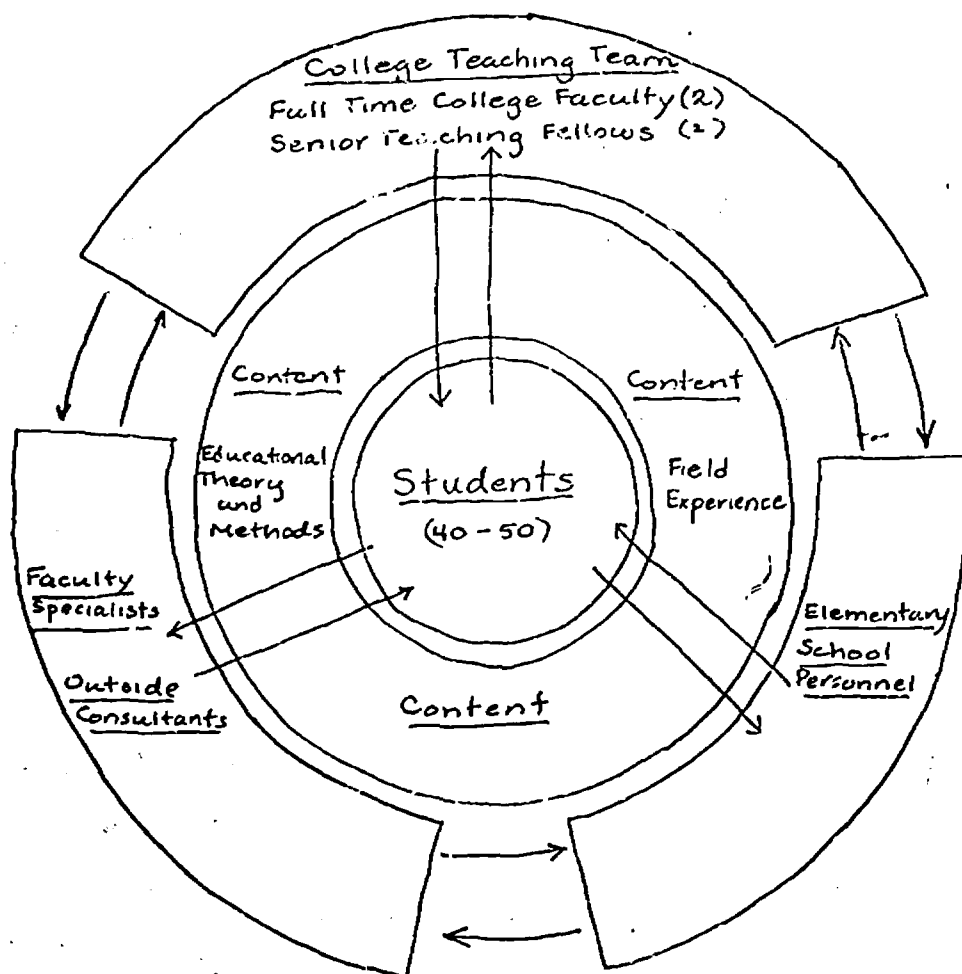 College Teaching Team
Full Time College Faculty (2)
Senior Teaching Fellows (2)
Content
Educational
Theory
and
Methods
Content
Field
Experience
Students
(40-50)
Faculty
Specialists
Outside
Consultants
Elementary
School
Personnel
Content